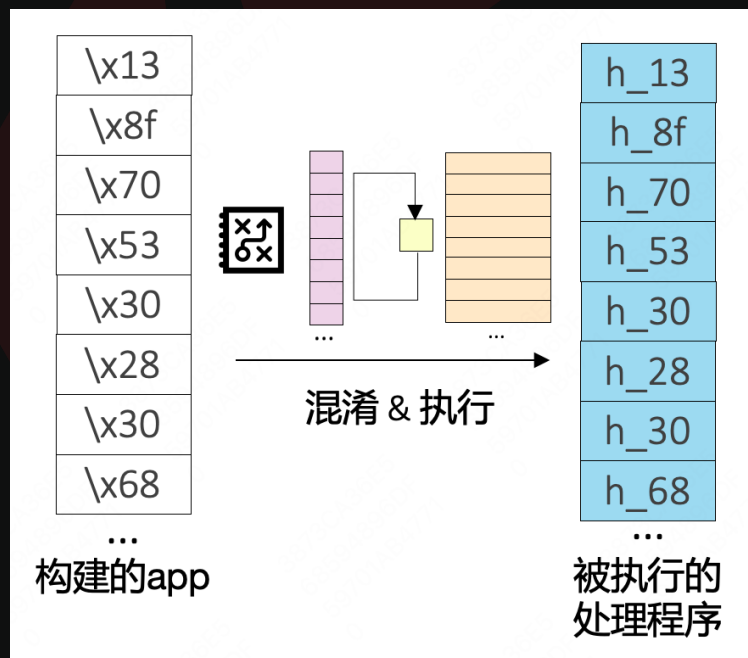 \x13
\x8f
\x70
\x53
\x30
\x28
\x30
\x68
...
构建的app
...
...
混淆 & 执行
h_13
h_8f
h_70
h_53
h_30
h_28
h_30
h_68
...
被执行的
处理程序